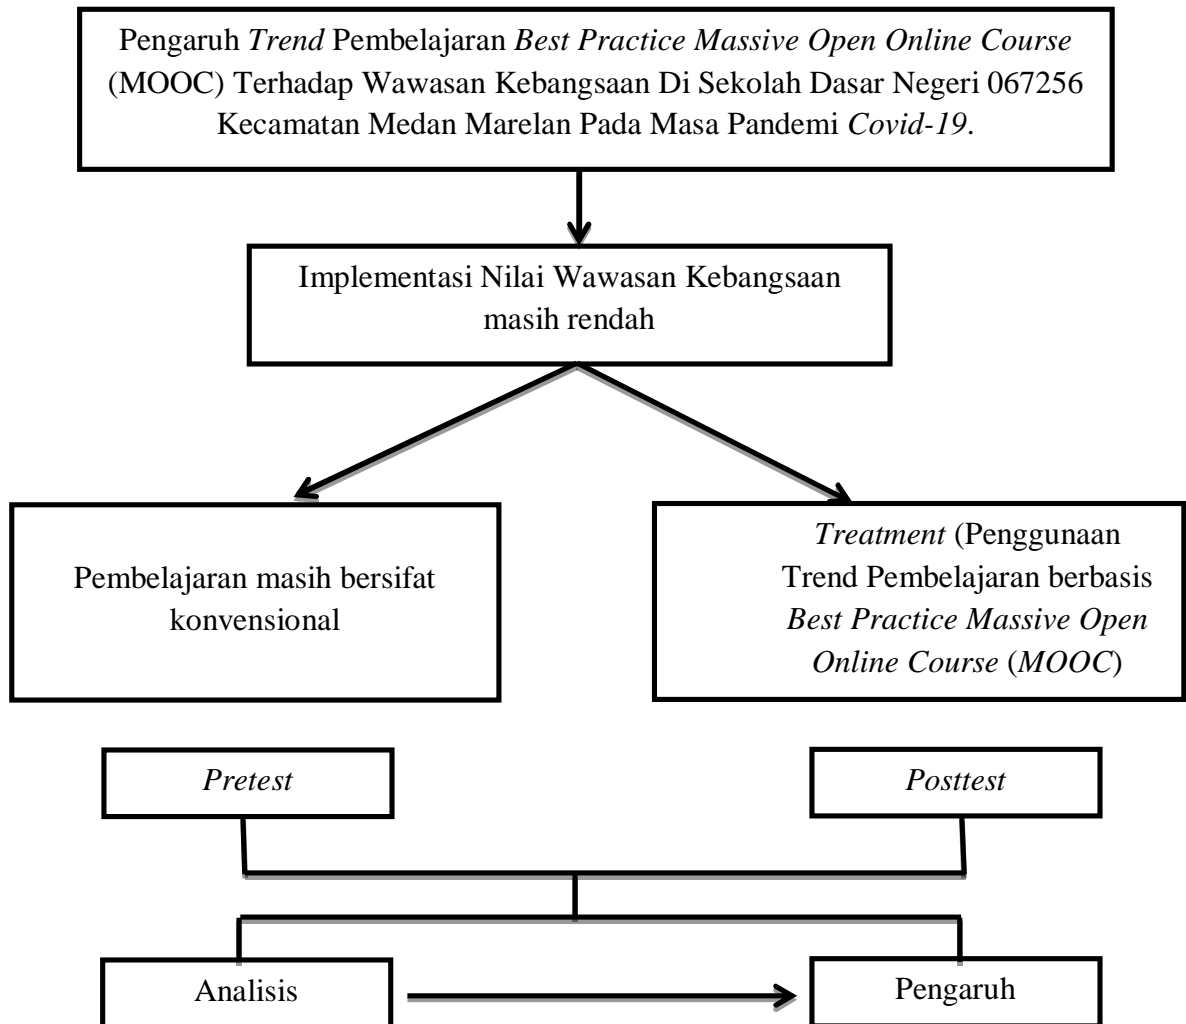 Pengaruh Trend Pembelajaran Best Practice Massive Open Online Course
(MOOC) Terhadap Wawasan Kebangsaan Di Sekolah Dasar Negeri 067256
Kecamatan Medan Marelan Pada Masa Pandemi Covid-19.
Implementasi Nilai Wawasan Kebangsaan
masih rendah
Pembelajaran masih bersifat
konvensional
Treatment (Penggunaan
Trend Pembelajaran berbasis
Best Practice Massive Open
Online Course (MOOC)
Pretest
Posttest
Analisis
Pengaruh